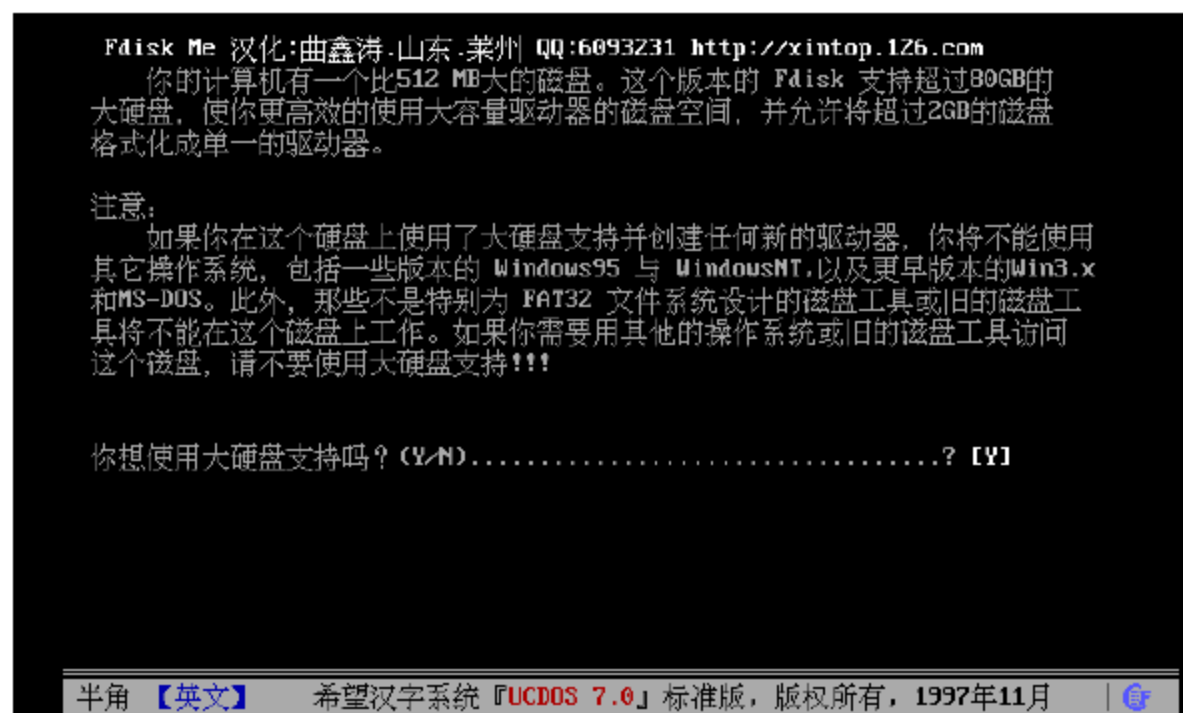 Fdisk Me 汉化:曲鑫涛.山东.莱州 QQ:6093231 http://xintop.126.com
你的计算机有一个比512 MB大的磁盘。这个版本的 Fdisk 支持超过80GB的
大硬盘，使你更高效的使用大容量驱动器的磁盘空间，并允许将超过2GB的磁盘
格式化成单一的驱动器。
注意：
如果你在这个硬盘上使用了大硬盘支持并创建任何新的驱动器，你将不能使用
其它操作系统，包括一些版本的 Windows95 与 WindowsNT,以及更早版本的Win3.x
和MS-DOS。此外，那些不是特别为 FAT32 文件系统设计的磁盘工具或旧的磁盘工
具将不能在这个磁盘上工作。如果你需要用其他的操作系统或旧的磁盘工具访问
这个磁盘，请不要使用大硬盘支持!!!
你想使用大硬盘支持吗？(Y/N)..................................? [Y]
半角 【英文】 希望汉字系统『UCDOS 7.0』标准版，版权所有，1997年11月